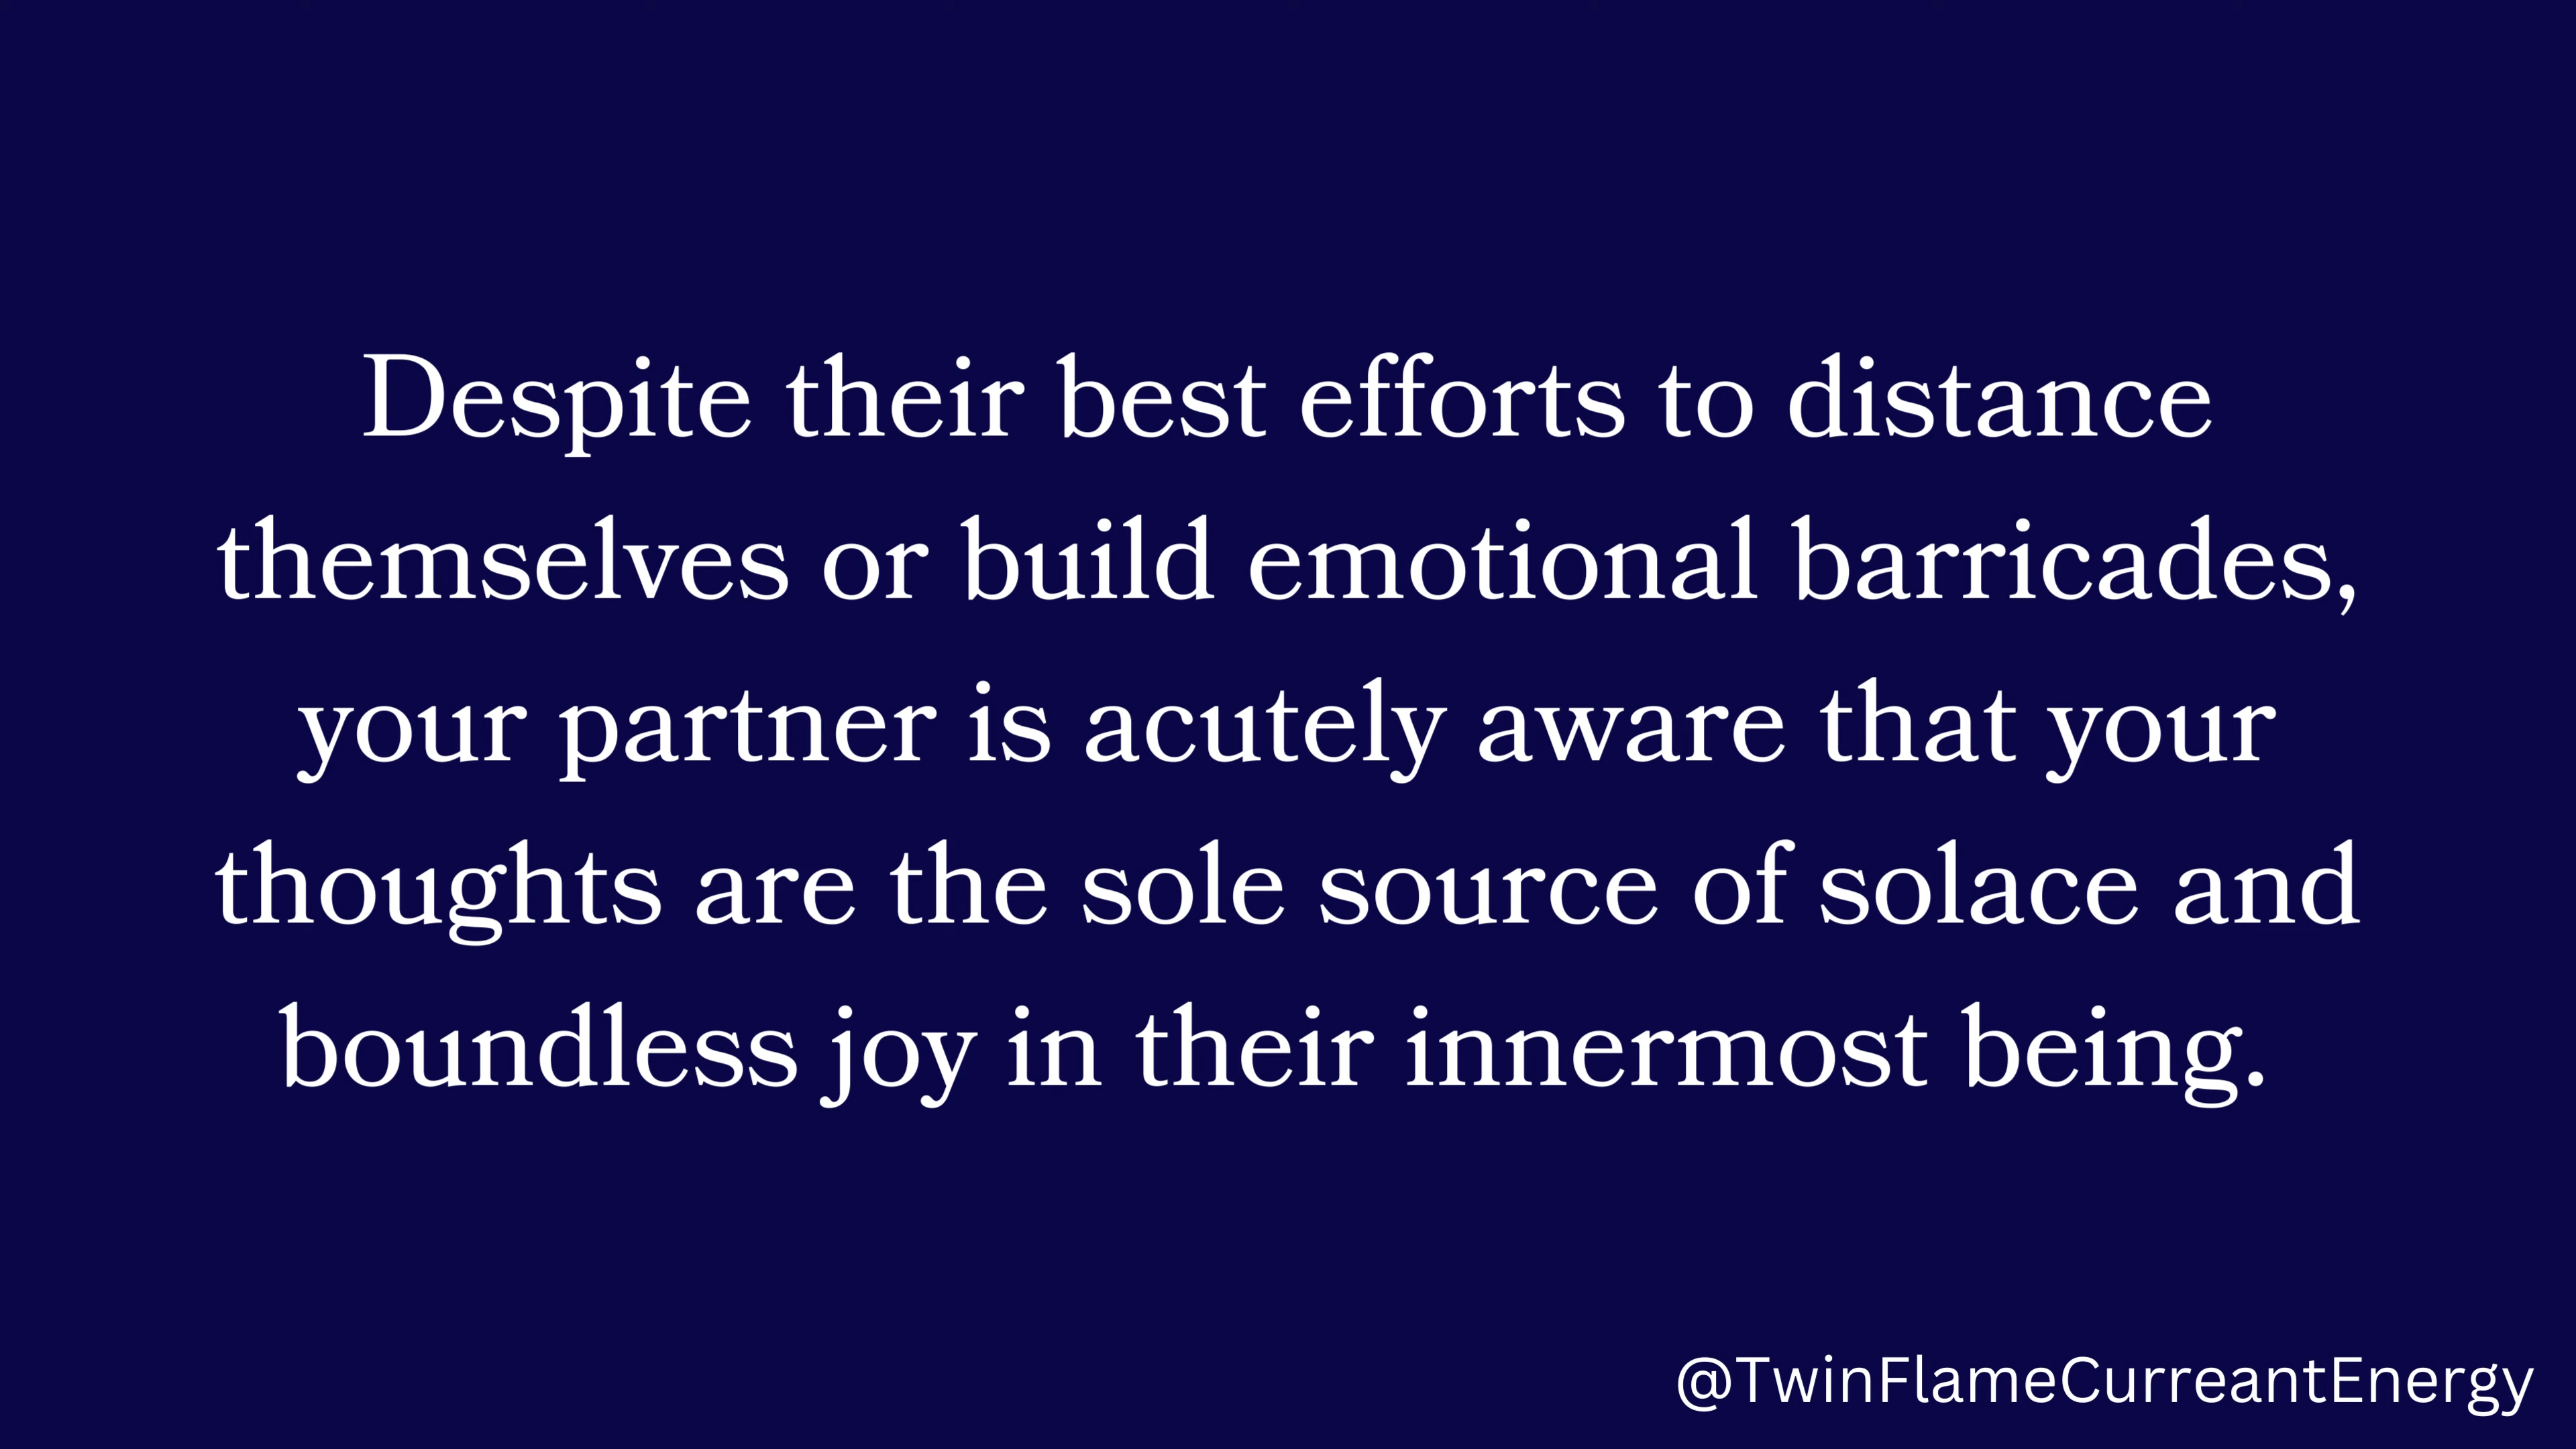 Despite their best efforts to distance
themselves or build emotional barricades,
your partner is acutely aware that your
thoughts are the sole source of solace and
boundless joy in their innermost being.
@TwinFlameCurreantEnergy